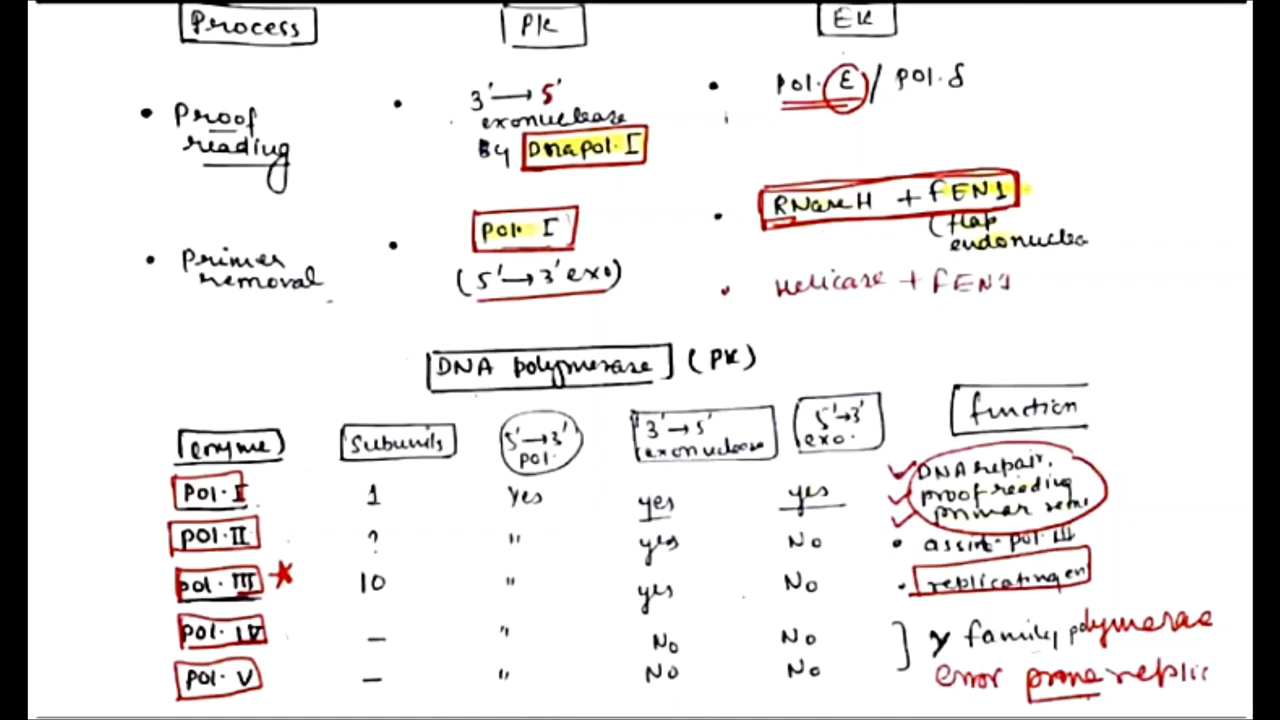 Process PK EK
• Proof reading • 3' → 5' exonuclease By DNA pol. I • pol. ε / pol. δ
• Primer removal • Pol. I (5' → 3' exo) • RNase H + FEN1 (flap endonuclea
• Helicase + FEN1
DNA polymerase (PK)
Enzyme Subunits 5' → 3' pol. 3' → 5' exonuclease 5' → 3' exo. function
Pol. I 1 Yes yes yes DNA repair, proof reading primer rem.
Pol. II ? " yes No • assist pol III
pol. III 10 " yes No • replicating en
pol. IV — " No No } Y family polymerase
pol. V — " No No error prone replic